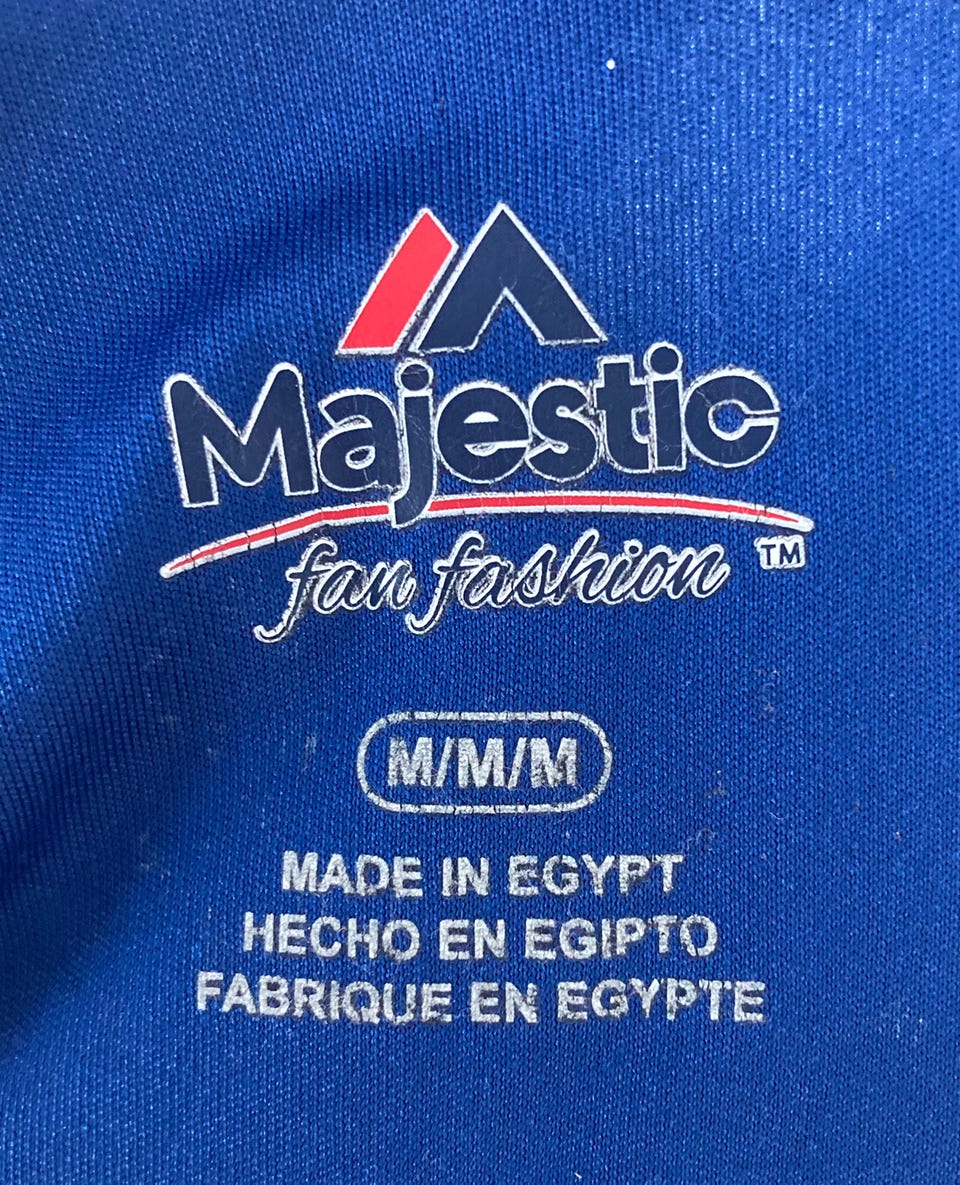 Majestic
fan fashion ™
M/M/M
MADE IN EGYPT
HECHO EN EGIPTO
FABRIQUE EN EGYPTE